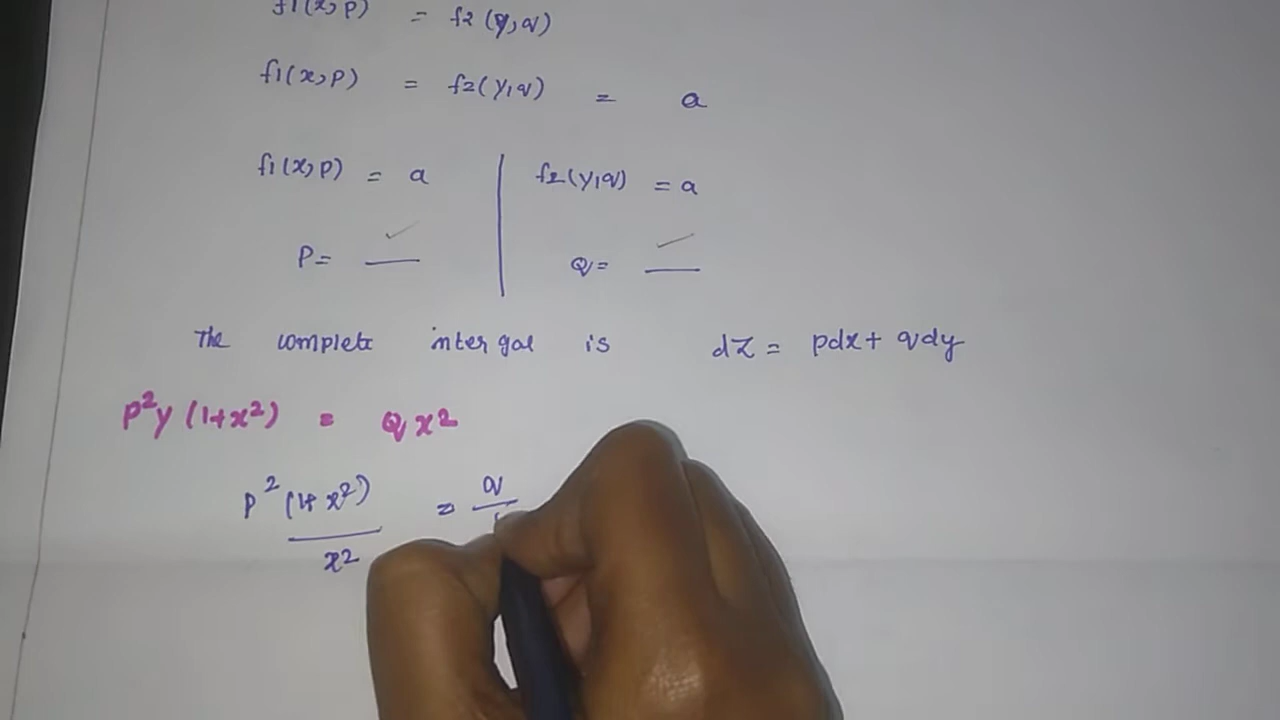 f1(x,p) = f2(y,q)
f1(x,p) = f2(y,q) = a
f1(x,p) = a | f2(y,q) = a
P= — | Q= —
The complete intergal is dZ = pdx + qdy
p²y (1+x²) = Qx²
p²(1+x²)/x² = q/